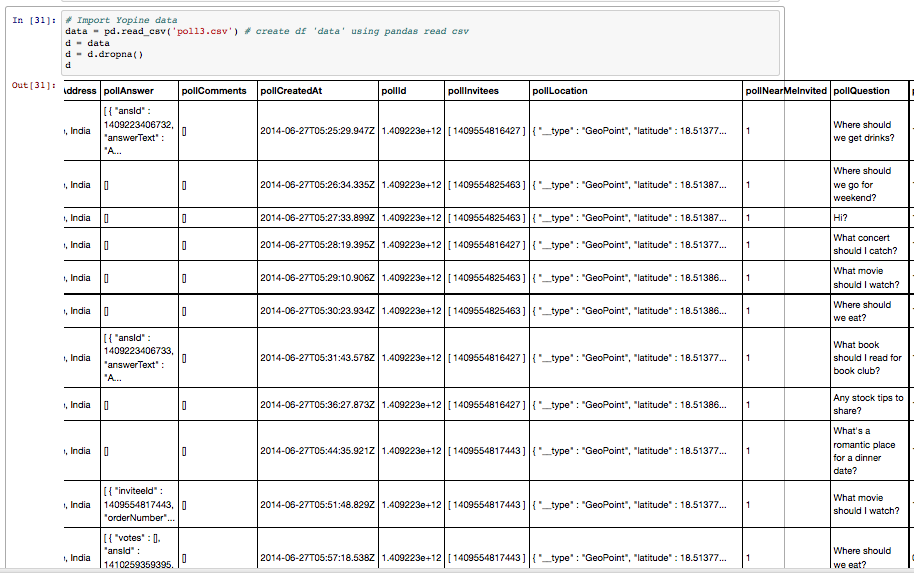 In [31]: # Import Yopine data
data = pd.read_csv('poll3.csv') # create df 'data' using pandas read csv
d = data
d = d.dropna()
d
Out[31]:
Address pollAnswer pollComments pollCreatedAt pollId pollInvitees pollLocation pollNearMeInvited pollQuestion
, India [ { "ansId" : 1409223406732, "answerText" : "A... [] 2014-06-27T05:25:29.947Z 1.409223e+12 [ 1409554816427 ] { "__type" : "GeoPoint", "latitude" : 18.51377... 1 Where should we get drinks?
, India [] [] 2014-06-27T05:26:34.335Z 1.409223e+12 [ 1409554825463 ] { "__type" : "GeoPoint", "latitude" : 18.51387... 1 Where should we go for weekend?
, India [] [] 2014-06-27T05:27:33.899Z 1.409223e+12 [ 1409554825463 ] { "__type" : "GeoPoint", "latitude" : 18.51387... 1 Hi?
, India [] [] 2014-06-27T05:28:19.395Z 1.409223e+12 [ 1409554816427 ] { "__type" : "GeoPoint", "latitude" : 18.51377... 1 What concert should I catch?
, India [] [] 2014-06-27T05:29:10.906Z 1.409223e+12 [ 1409554825463 ] { "__type" : "GeoPoint", "latitude" : 18.51386... 1 What movie should I watch?
, India [] [] 2014-06-27T05:30:23.934Z 1.409223e+12 [ 1409554825463 ] { "__type" : "GeoPoint", "latitude" : 18.51386... 1 Where should we eat?
, India [ { "ansId" : 1409223406733, "answerText" : "A... [] 2014-06-27T05:31:43.578Z 1.409223e+12 [ 1409554816427 ] { "__type" : "GeoPoint", "latitude" : 18.51377... 1 What book should I read for book club?
, India [] [] 2014-06-27T05:36:27.873Z 1.409223e+12 [ 1409554816427 ] { "__type" : "GeoPoint", "latitude" : 18.51386... 1 Any stock tips to share?
, India [] [] 2014-06-27T05:44:35.921Z 1.409223e+12 [ 1409554817443 ] { "__type" : "GeoPoint", "latitude" : 18.51377... 1 What's a romantic place for a dinner date?
, India [ { "inviteeId" : 1409554817443, "orderNumber"... [] 2014-06-27T05:51:48.829Z 1.409223e+12 [ 1409554817443 ] { "__type" : "GeoPoint", "latitude" : 18.51377... 1 What movie should I watch?
, India [ { "votes" : [], "ansId" : 1410259359395, [] 2014-06-27T05:57:18.538Z 1.409223e+12 [ 1409554817443 ] { "__type" : "GeoPoint", "latitude" : 18.51377... 1 Where should we eat?